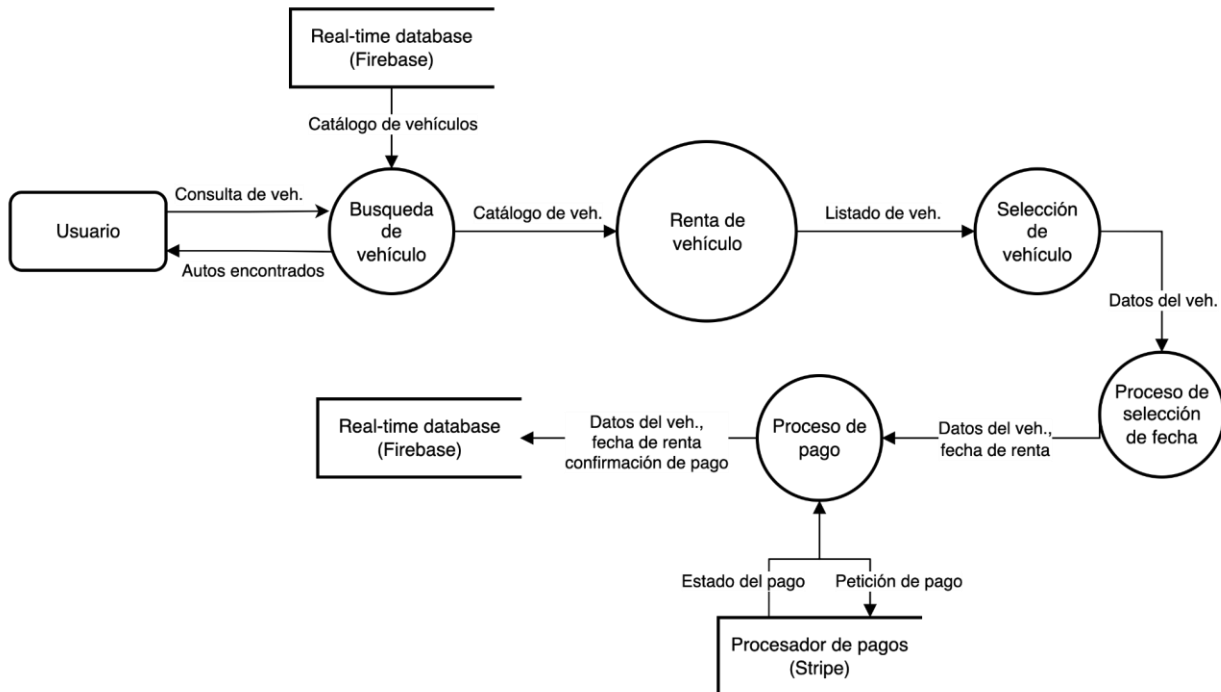 Real-time database
(Firebase)
Catálogo de vehículos
Usuario
Consulta de veh.
Autos encontrados
Busqueda
de
vehículo
Catálogo de veh.
Renta de
vehículo
Listado de veh.
Selección
de
vehículo
Datos del veh.
Proceso de
selección
de fecha
Datos del veh.,
fecha de renta
Proceso de
pago
Datos del veh.,
fecha de renta
confirmación de pago
Real-time database
(Firebase)
Estado del pago
Petición de pago
Procesador de pagos
(Stripe)